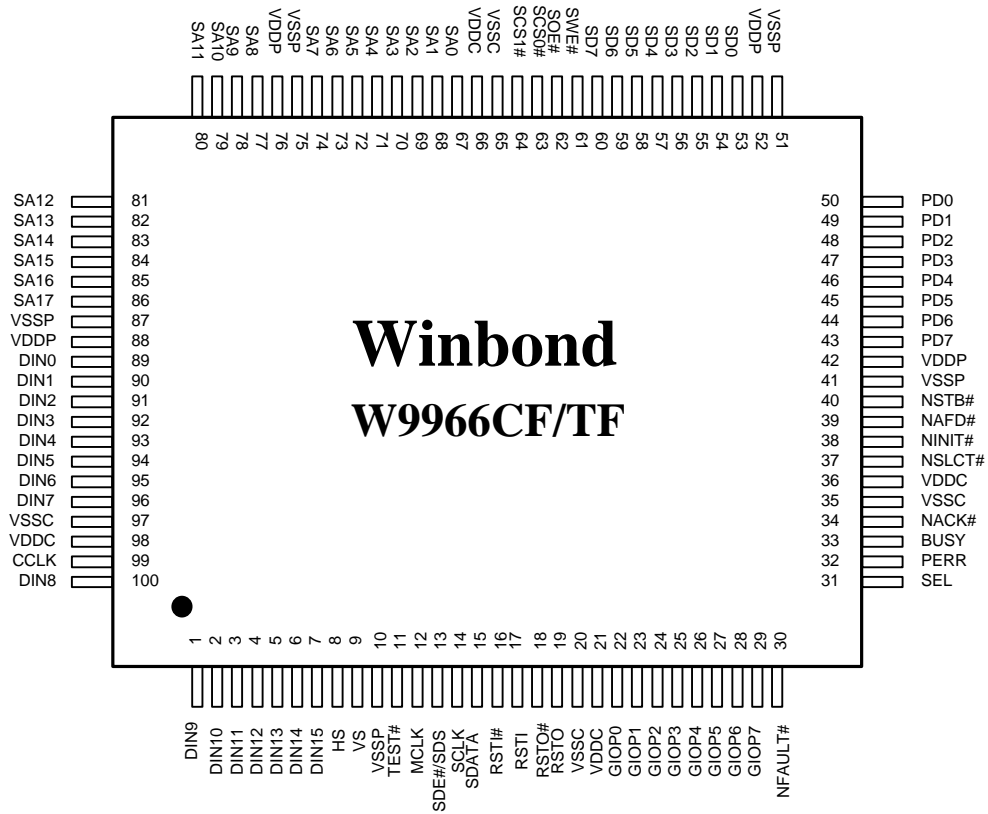 SA11 SA10 SA9 SA8 VDDP VSSP SA7 SA6 SA5 SA4 SA3 SA2 SA1 SA0 VDDC VSSC SCS1# SCS0# SOE# SWE# SD7 SD6 SD5 SD4 SD3 SD2 SD1 SD0 VDDP VSSP
80 79 78 77 76 75 74 73 72 71 70 69 68 67 66 65 64 63 62 61 60 59 58 57 56 55 54 53 52 51
SA12 81
SA13 82
SA14 83
SA15 84
SA16 85
SA17 86
VSSP 87
VDDP 88
DIN0 89
DIN1 90
DIN2 91
DIN3 92
DIN4 93
DIN5 94
DIN6 95
DIN7 96
VSSC 97
VDDC 98
CCLK 99
DIN8 100
Winbond
W9966CF/TF
50 PD0
49 PD1
48 PD2
47 PD3
46 PD4
45 PD5
44 PD6
43 PD7
42 VDDP
41 VSSP
40 NSTB#
39 NAFD#
38 NINIT#
37 NSLCT#
36 VDDC
35 VSSC
34 NACK#
33 BUSY
32 PERR
31 SEL
1 2 3 4 5 6 7 8 9 10 11 12 13 14 15 16 17 18 19 20 21 22 23 24 25 26 27 28 29 30
DIN9 DIN10 DIN11 DIN12 DIN13 DIN14 DIN15 HS VS VSSP TEST# MCLK SDE#/SDS SCLK SDATA RSTI# RSTI RSTO# RSTO VSSC VDDC GIOP0 GIOP1 GIOP2 GIOP3 GIOP4 GIOP5 GIOP6 GIOP7 NFAULT#